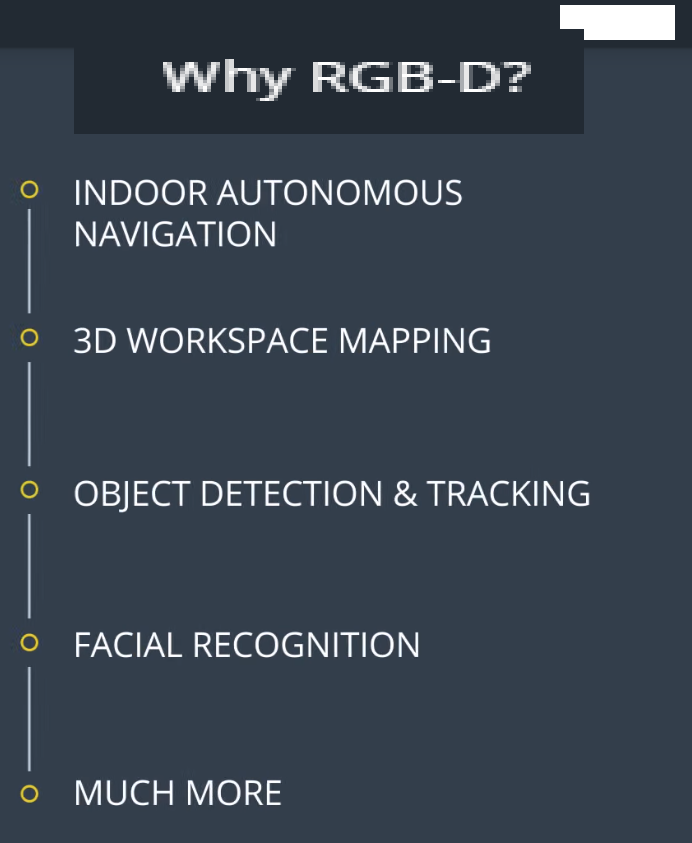 Why RGB-D?
INDOOR AUTONOMOUS
NAVIGATION
3D WORKSPACE MAPPING
OBJECT DETECTION & TRACKING
FACIAL RECOGNITION
MUCH MORE